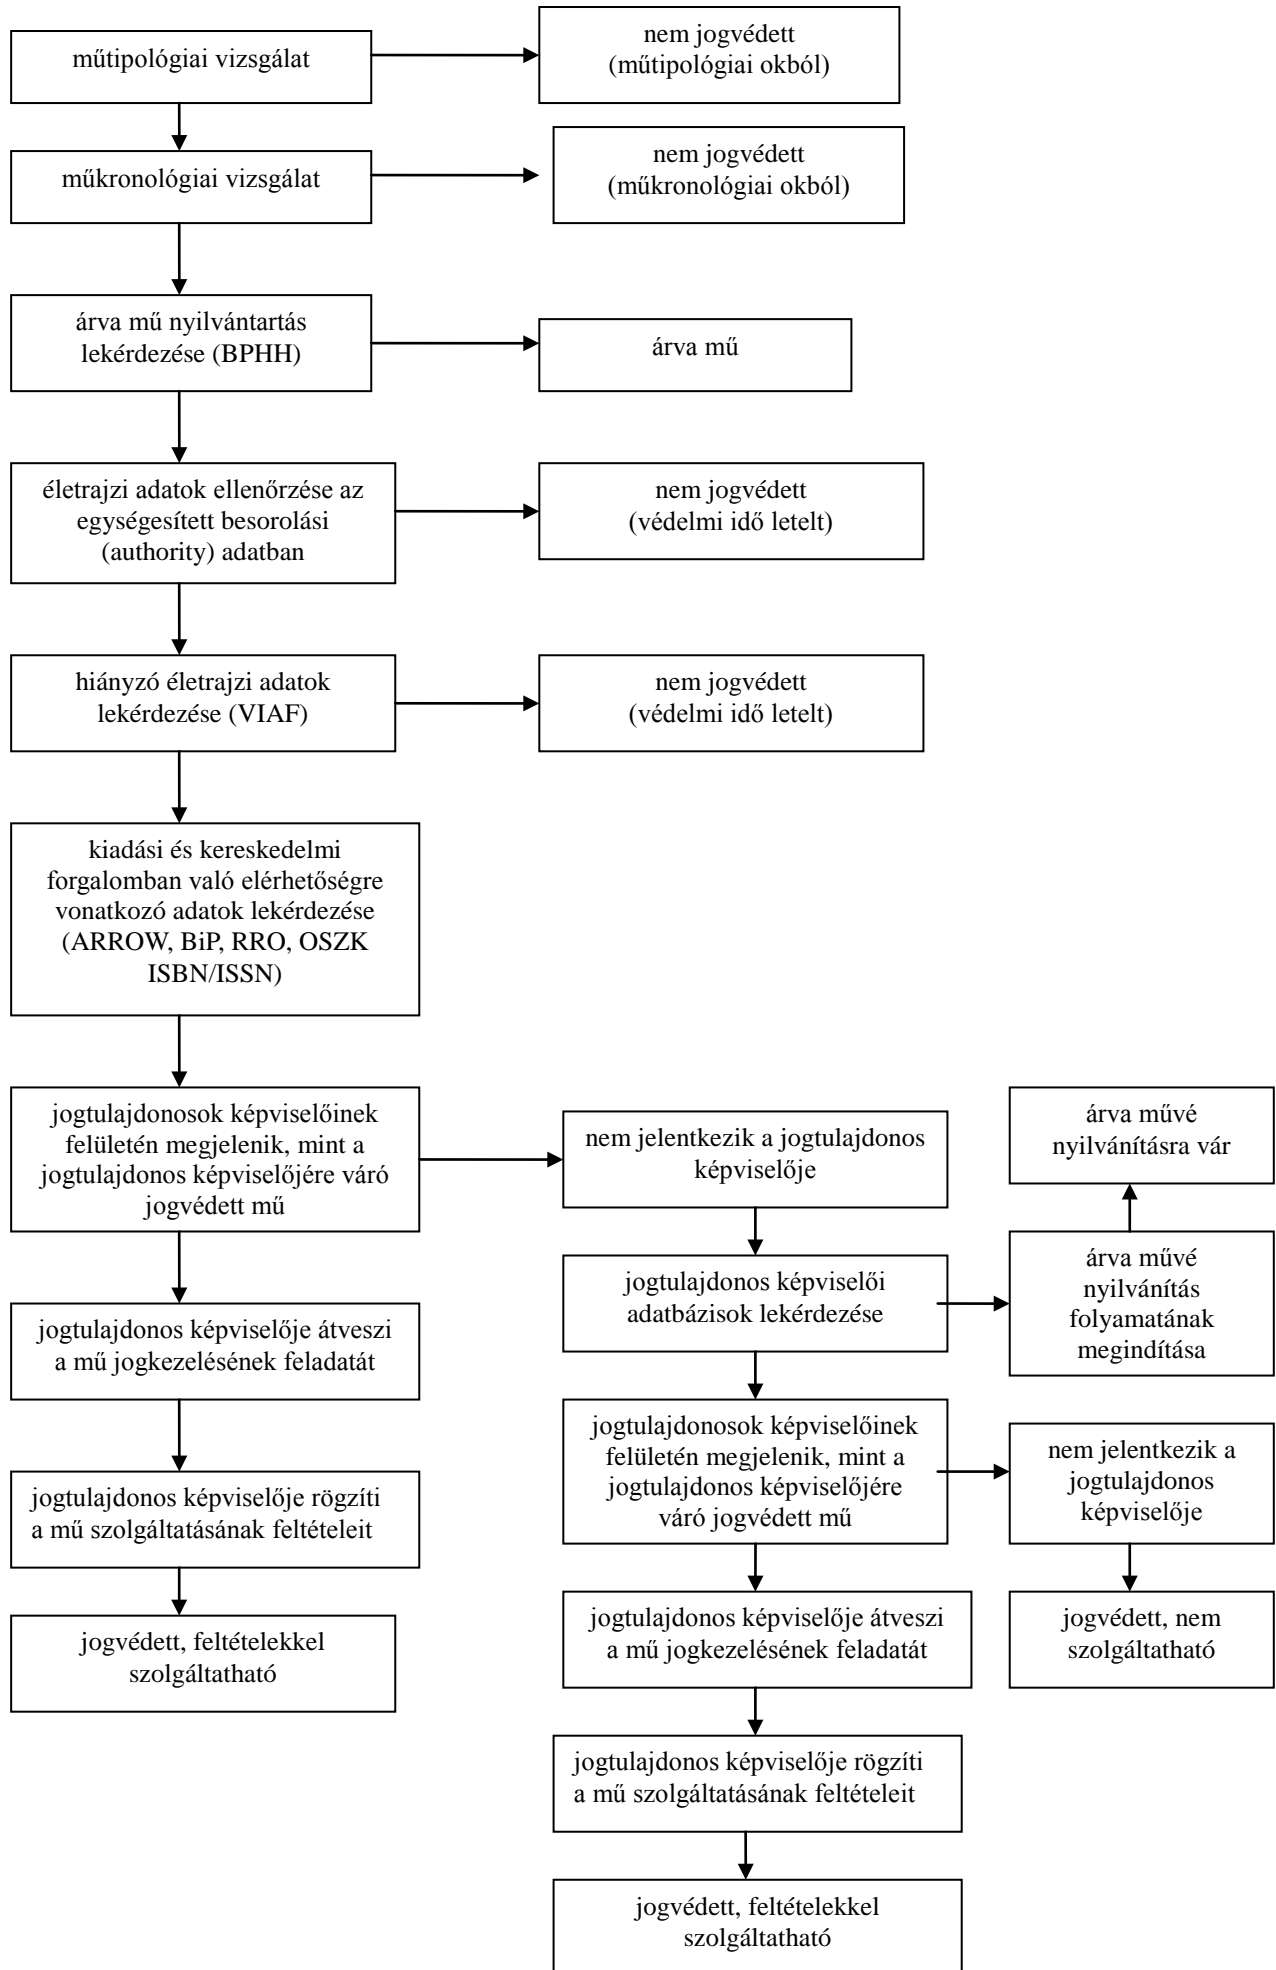 műtipológiai vizsgálat
nem jogvédett
(műtipológiai okból)
műkronológiai vizsgálat
nem jogvédett
(műkronológiai okból)
árva mű nyilvántartás
lekérdezése (BPHH)
árva mű
életrajzi adatok ellenőrzése az
egységesített besorolási
(authority) adatban
nem jogvédett
(védelmi idő letelt)
hiányzó életrajzi adatok
lekérdezése (VIAF)
nem jogvédett
(védelmi idő letelt)
kiadási és kereskedelmi
forgalomban való elérhetőségre
vonatkozó adatok lekérdezése
(ARROW, BiP, RRO, OSZK
ISBN/ISSN)
jogtulajdonosok képviselőinek
felületén megjelenik, mint a
jogtulajdonos képviselőjére váró
jogvédett mű
nem jelentkezik a jogtulajdonos
képviselője
árva művé
nyilvánításra vár
jogtulajdonos képviselői
adatbázisok lekérdezése
árva művé
nyilvánítás
folyamatának
megindítása
jogtulajdonos képviselője átveszi
a mű jogkezelésének feladatát
jogtulajdonosok képviselőinek
felületén megjelenik, mint a
jogtulajdonos képviselőjére
váró jogvédett mű
nem jelentkezik a
jogtulajdonos
képviselője
jogtulajdonos képviselője rögzíti
a mű szolgáltatásának feltételeit
jogvédett, feltételekkel
szolgáltatható
jogtulajdonos képviselője átveszi
a mű jogkezelésének feladatát
jogvédett, nem
szolgáltatható
jogtulajdonos képviselője rögzíti
a mű szolgáltatásának feltételeit
jogvédett, feltételekkel
szolgáltatható